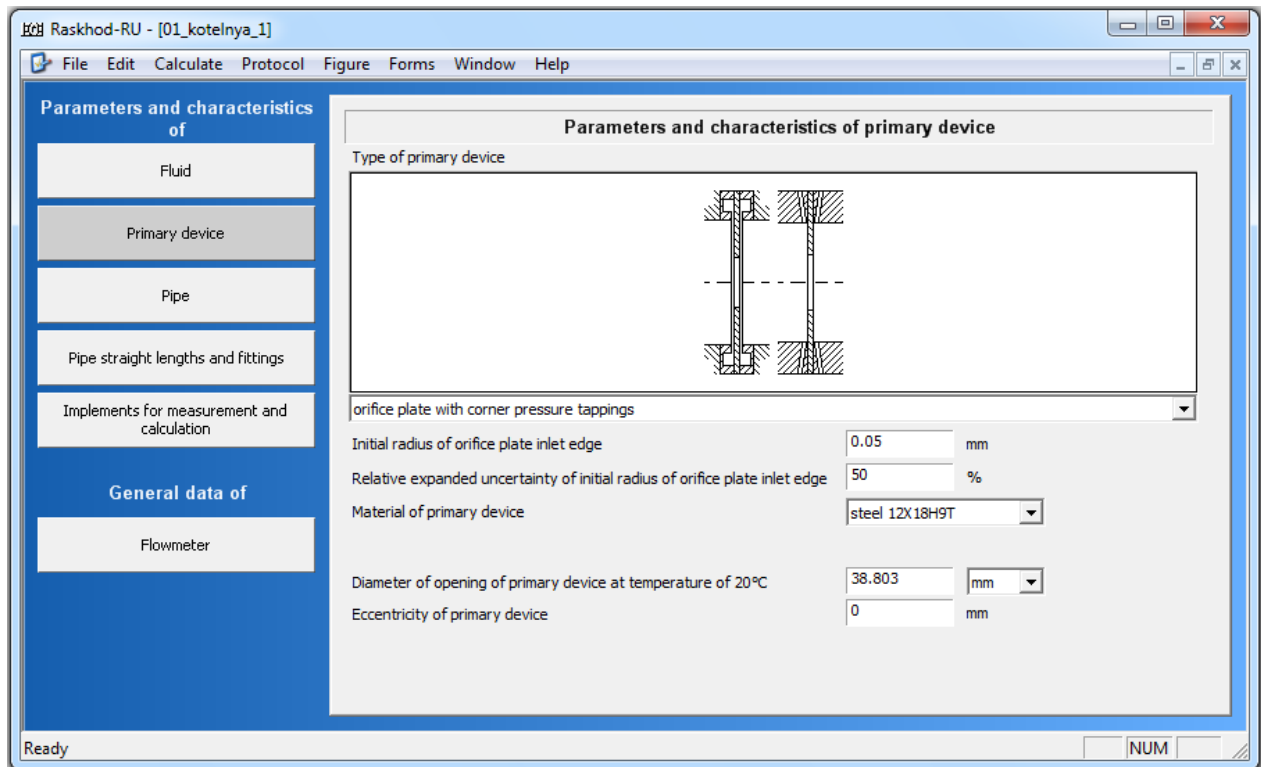 Raskhod-RU - [01_kotelnya_1]
File Edit Calculate Protocol Figure Forms Window Help
Parameters and characteristics
of
Fluid
Primary device
Pipe
Pipe straight lengths and fittings
Implements for measurement and
calculation
General data of
Flowmeter
Parameters and characteristics of primary device
Type of primary device
orifice plate with corner pressure tappings
Initial radius of orifice plate inlet edge 0.05 mm
Relative expanded uncertainty of initial radius of orifice plate inlet edge 50 %
Material of primary device steel 12X18H9T
Diameter of opening of primary device at temperature of 20°C 38.803 mm
Eccentricity of primary device 0 mm
Ready NUM